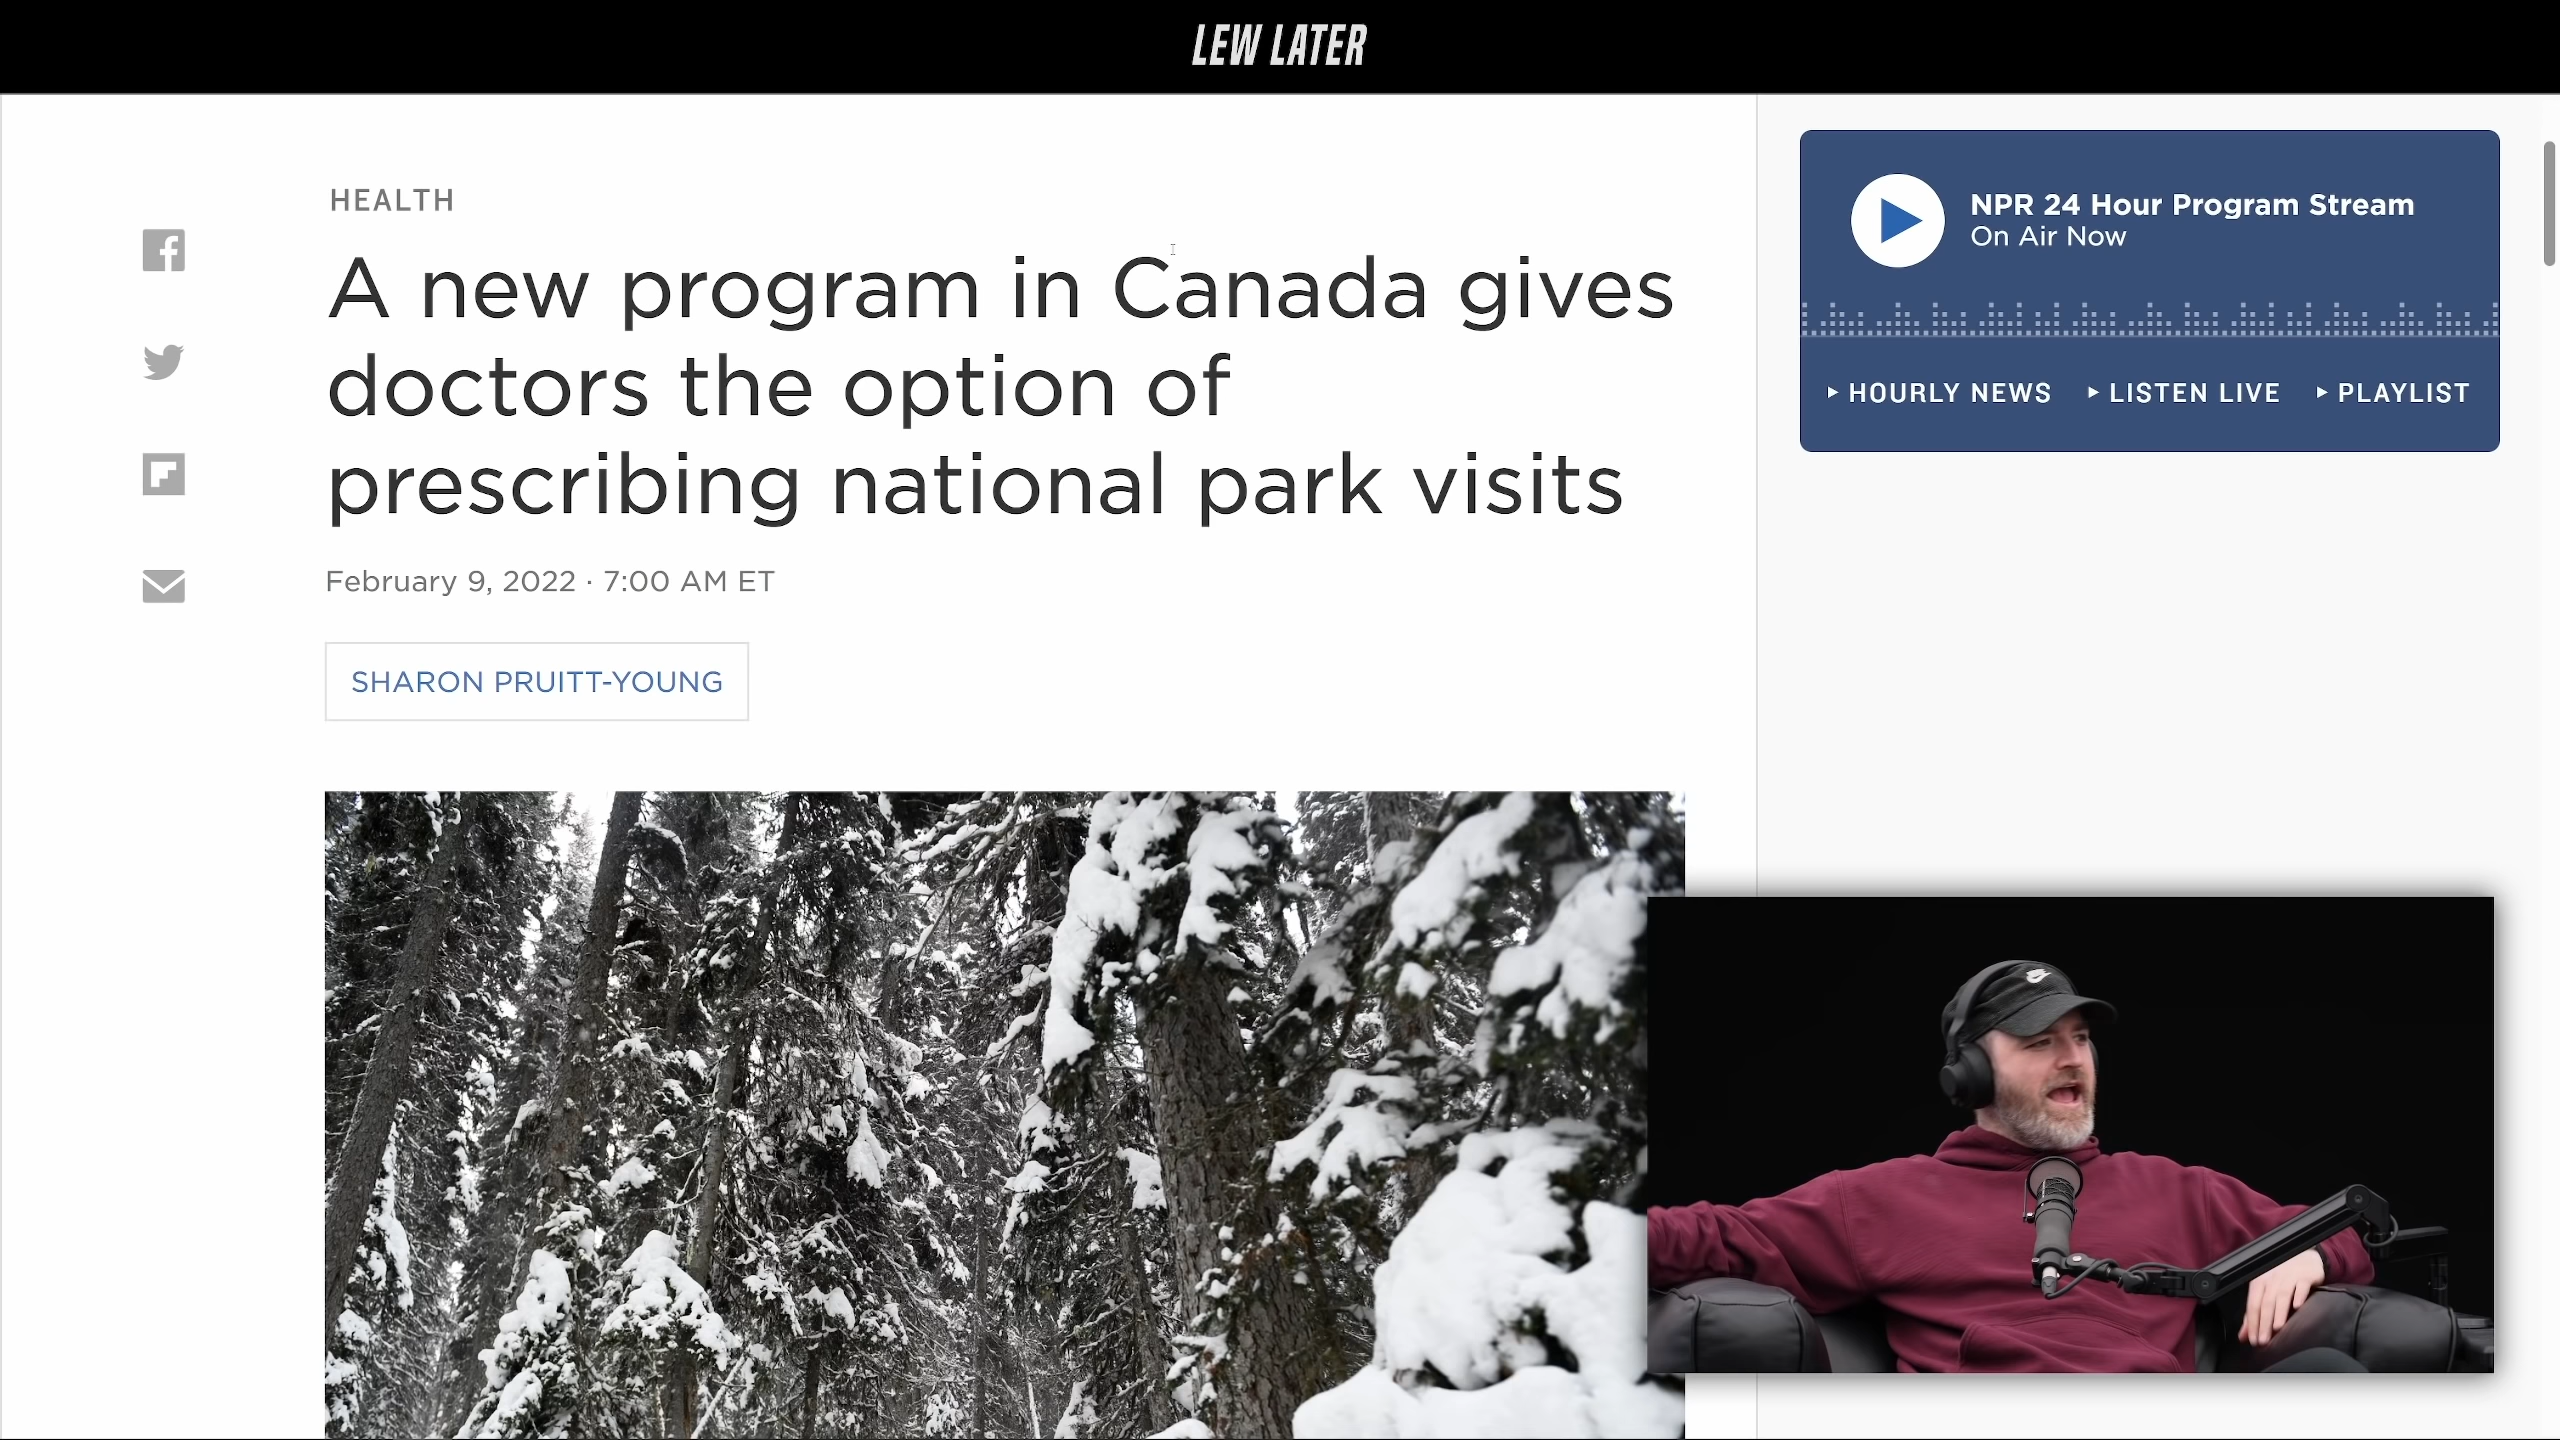 LEW LATER
HEALTH
A new program in Canada gives
doctors the option of
prescribing national park visits
February 9, 2022 · 7:00 AM ET
SHARON PRUITT-YOUNG
NPR 24 Hour Program Stream
On Air Now
HOURLY NEWS
LISTEN LIVE
PLAYLIST